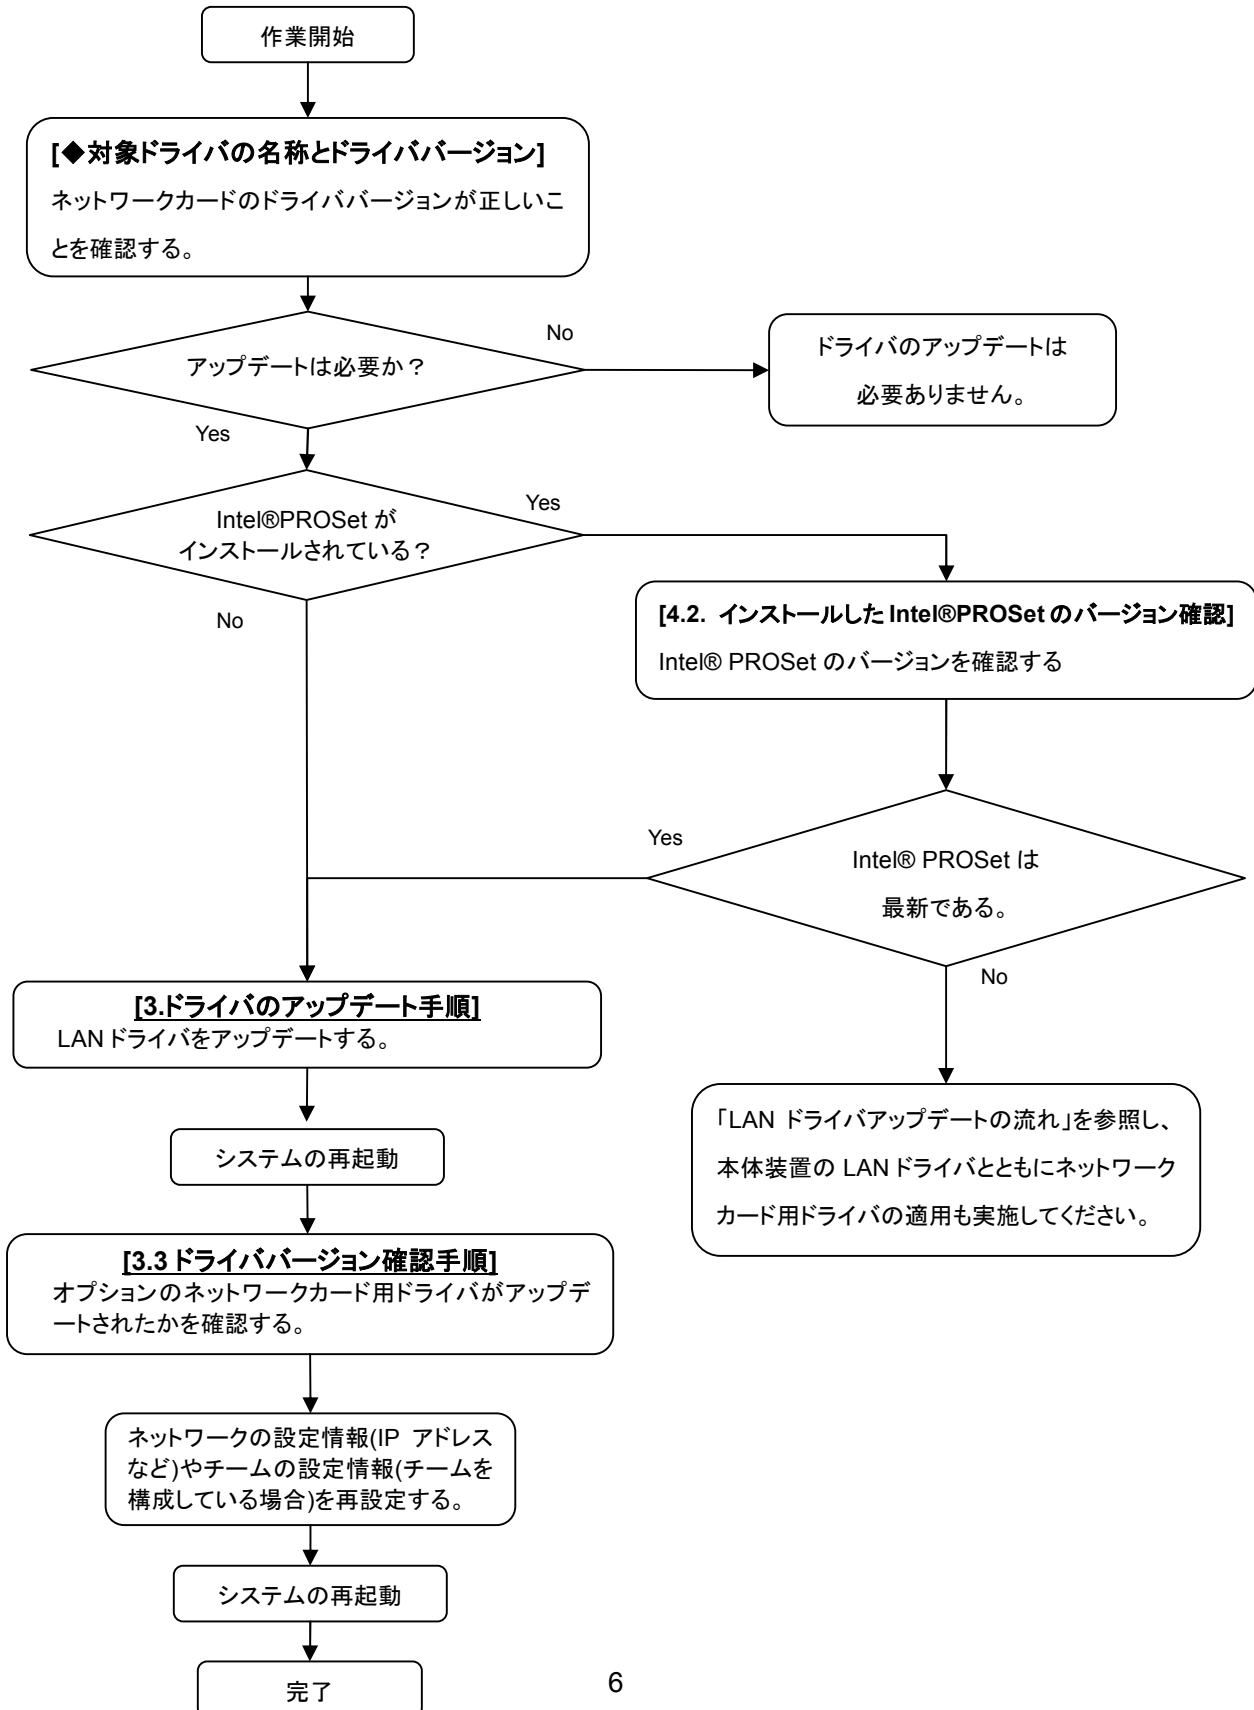 作業開始
[◆対象ドライバの名称とドライババージョン]
ネットワークカードのドライババージョンが正しいこ
とを確認する。
アップデートは必要か？
No
ドライバのアップデートは
必要ありません。
Yes
Intel®PROSet が
インストールされている？
Yes
No
[4.2. インストールした Intel®PROSet のバージョン確認]
Intel® PROSet のバージョンを確認する
Yes
Intel® PROSet は
最新である。
No
[3.ドライバのアップデート手順]
LAN ドライバをアップデートする。
「LAN ドライバアップデートの流れ」を参照し、
本体装置の LAN ドライバとともにネットワーク
カード用ドライバの適用も実施してください。
システムの再起動
[3.3 ドライババージョン確認手順]
オプションのネットワークカード用ドライバがアップデ
ートされたかを確認する。
ネットワークの設定情報(IP アドレス
など)やチームの設定情報(チームを
構成している場合)を再設定する。
システムの再起動
完了
6